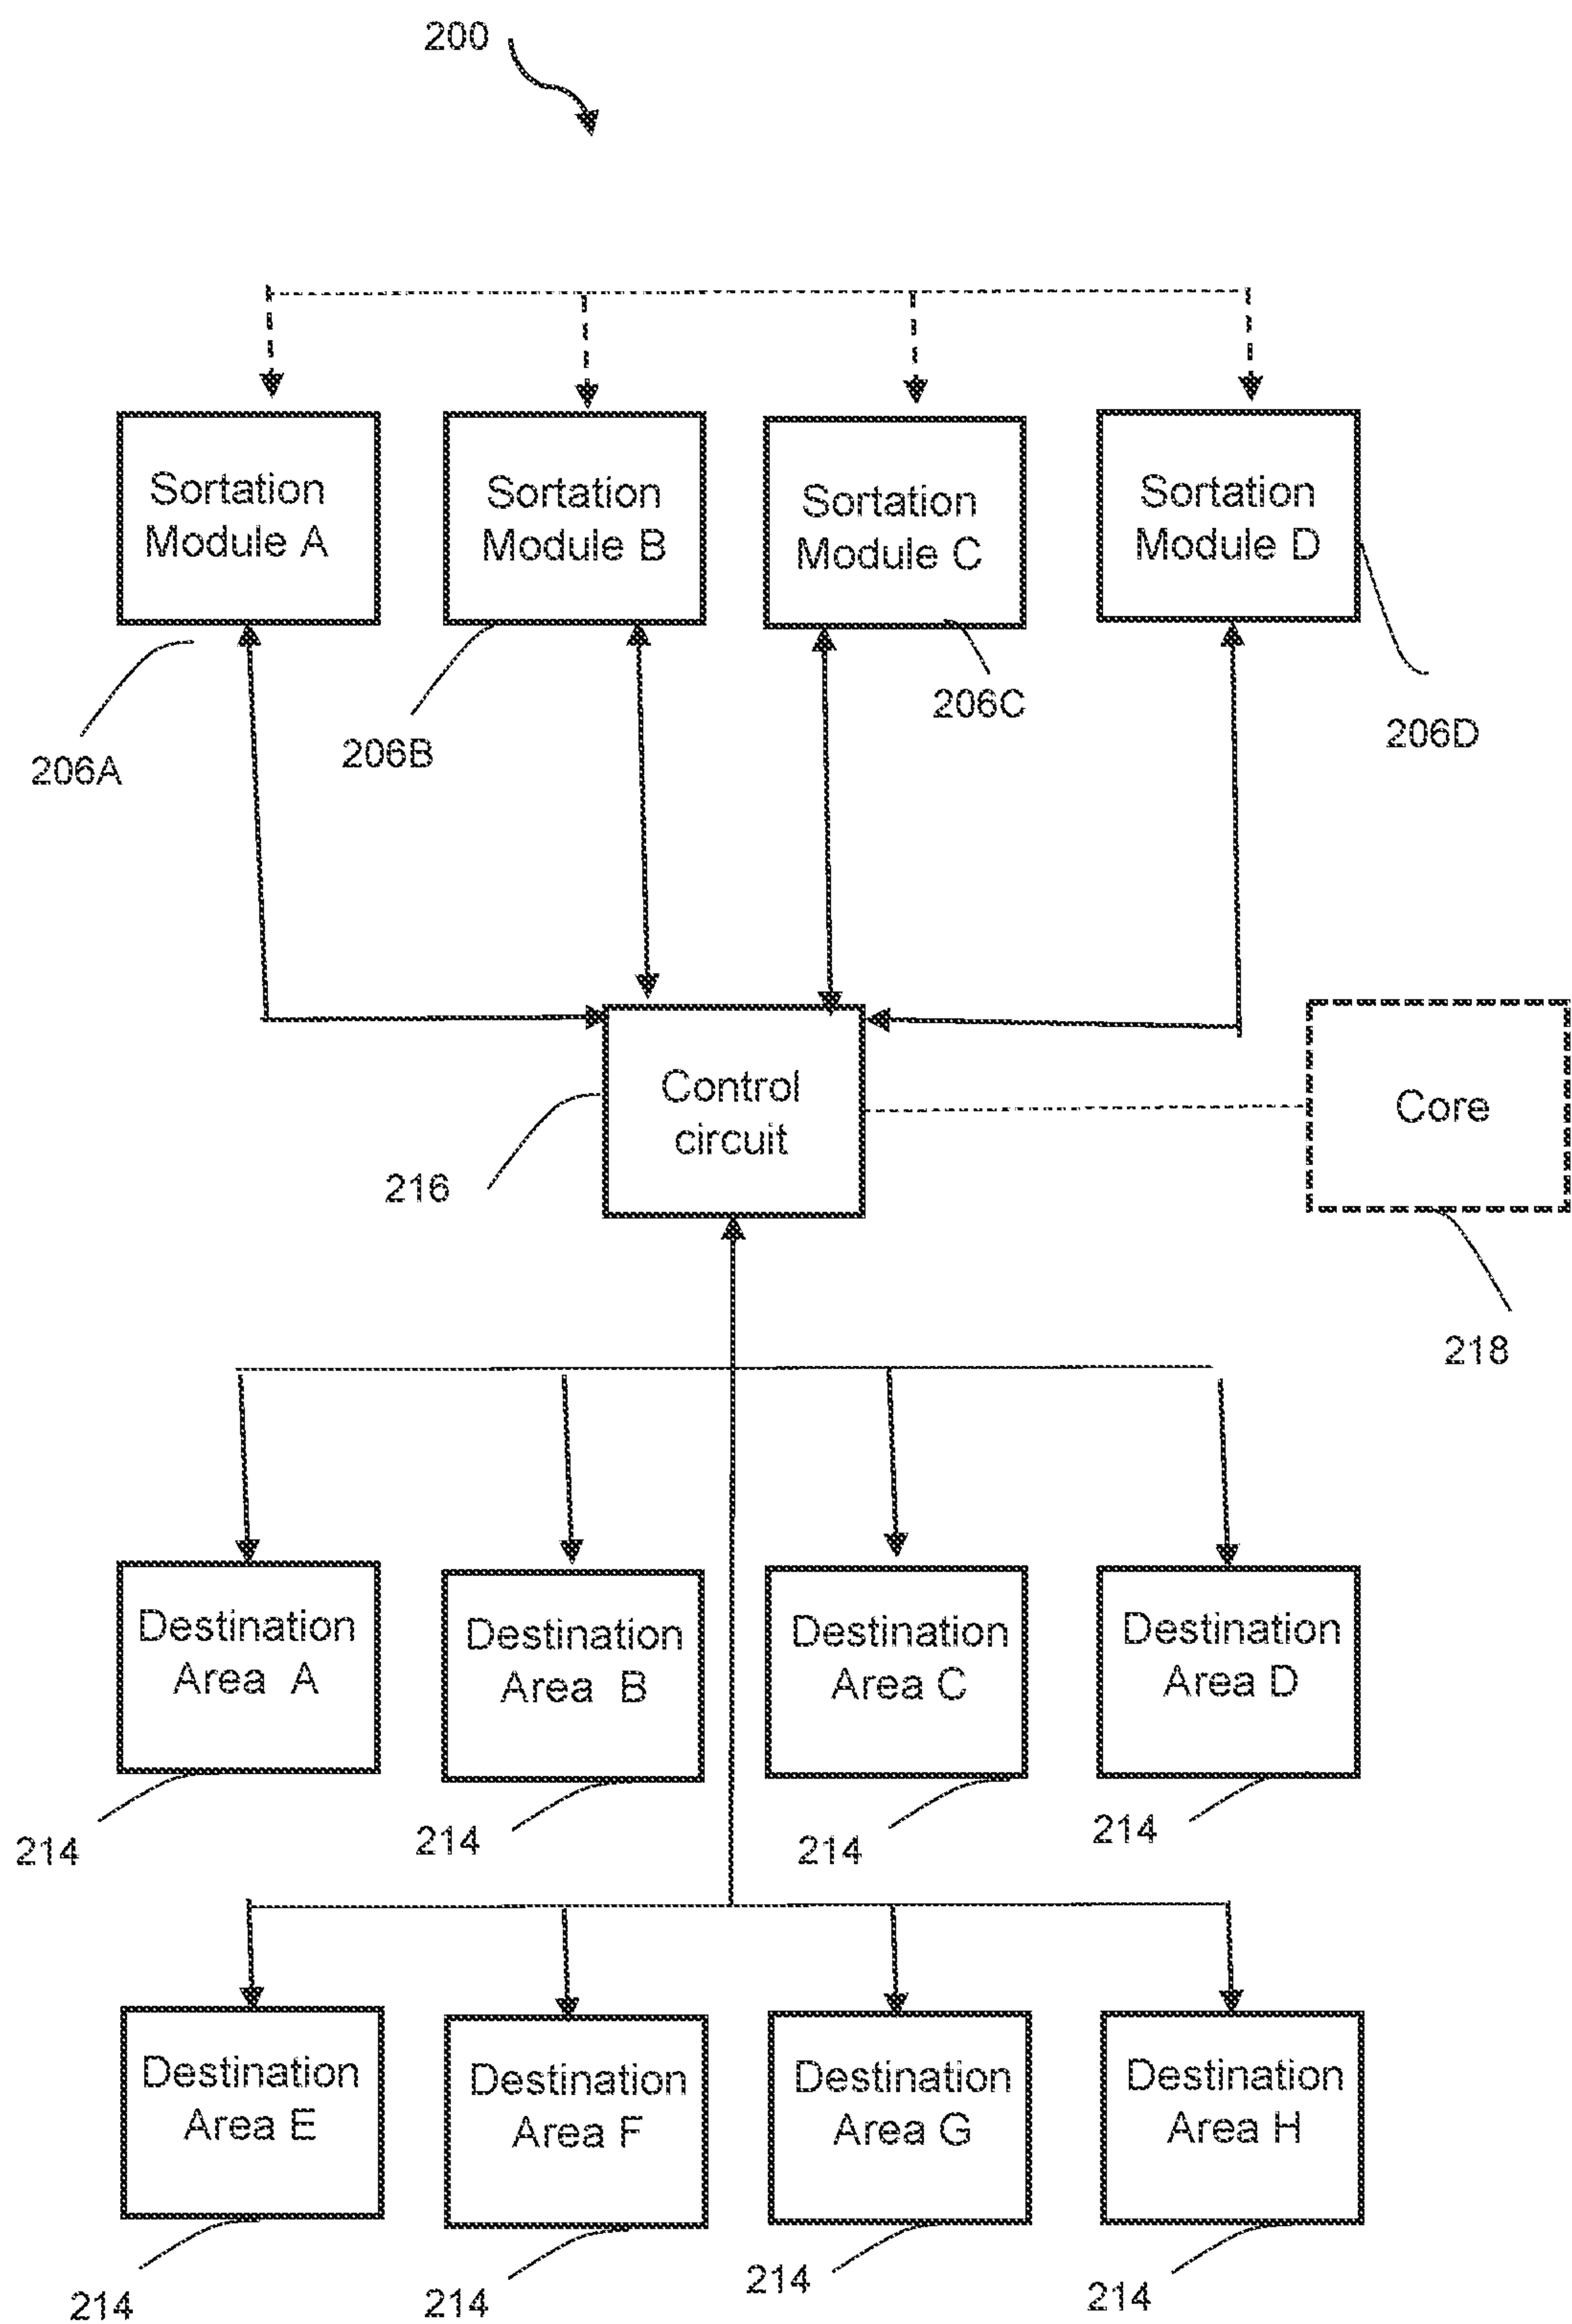 200
Sortation
Module A
Sortation
Module B
Sortation
Module C
Sortation
Module D
206A
206B
206C
206D
Control
circuit
216
Core
218
Destination
Area A
Destination
Area B
Destination
Area C
Destination
Area D
214
214
214
214
Destination
Area E
Destination
Area F
Destination
Area G
Destination
Area H
214
214
214
214